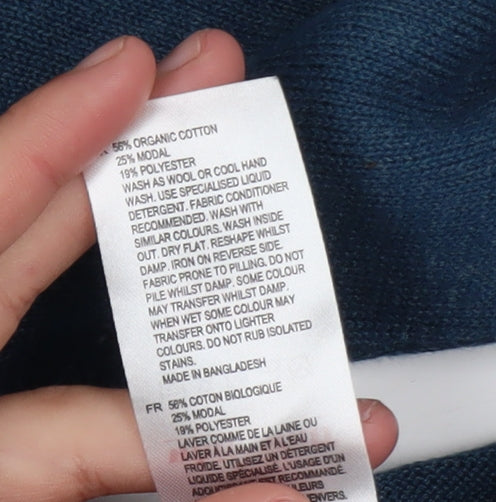 56% ORGANIC COTTON
25% MODAL
19% POLYESTER
WASH AS WOOL OR COOL HAND
WASH. USE SPECIALISED LIQUID
DETERGENT. FABRIC CONDITIONER
RECOMMENDED. WASH WITH
SIMILAR COLOURS. WASH INSIDE
OUT. DRY FLAT. RESHAPE WHILST
DAMP. IRON ON REVERSE SIDE.
FABRIC PRONE TO PILLING. DO NOT
PILE WHILST DAMP. SOME COLOUR
MAY TRANSFER WHILST DAMP.
WHEN WET SOME COLOUR MAY
TRANSFER ONTO LIGHTER
COLOURS. DO NOT RUB ISOLATED
STAINS.
MADE IN BANGLADESH
FR 56% COTON BIOLOGIQUE
25% MODAL
19% POLYESTER
LAVER COMME DE LA LAINE OU
LAVER À LA MAIN ET À L'EAU
FROIDE. UTILISEZ UN DÉTERGENT
LIQUIDE SPÉCIALISÉ. L'USAGE D'UN
ADOUCISSANT EST RECOMMANDÉ.